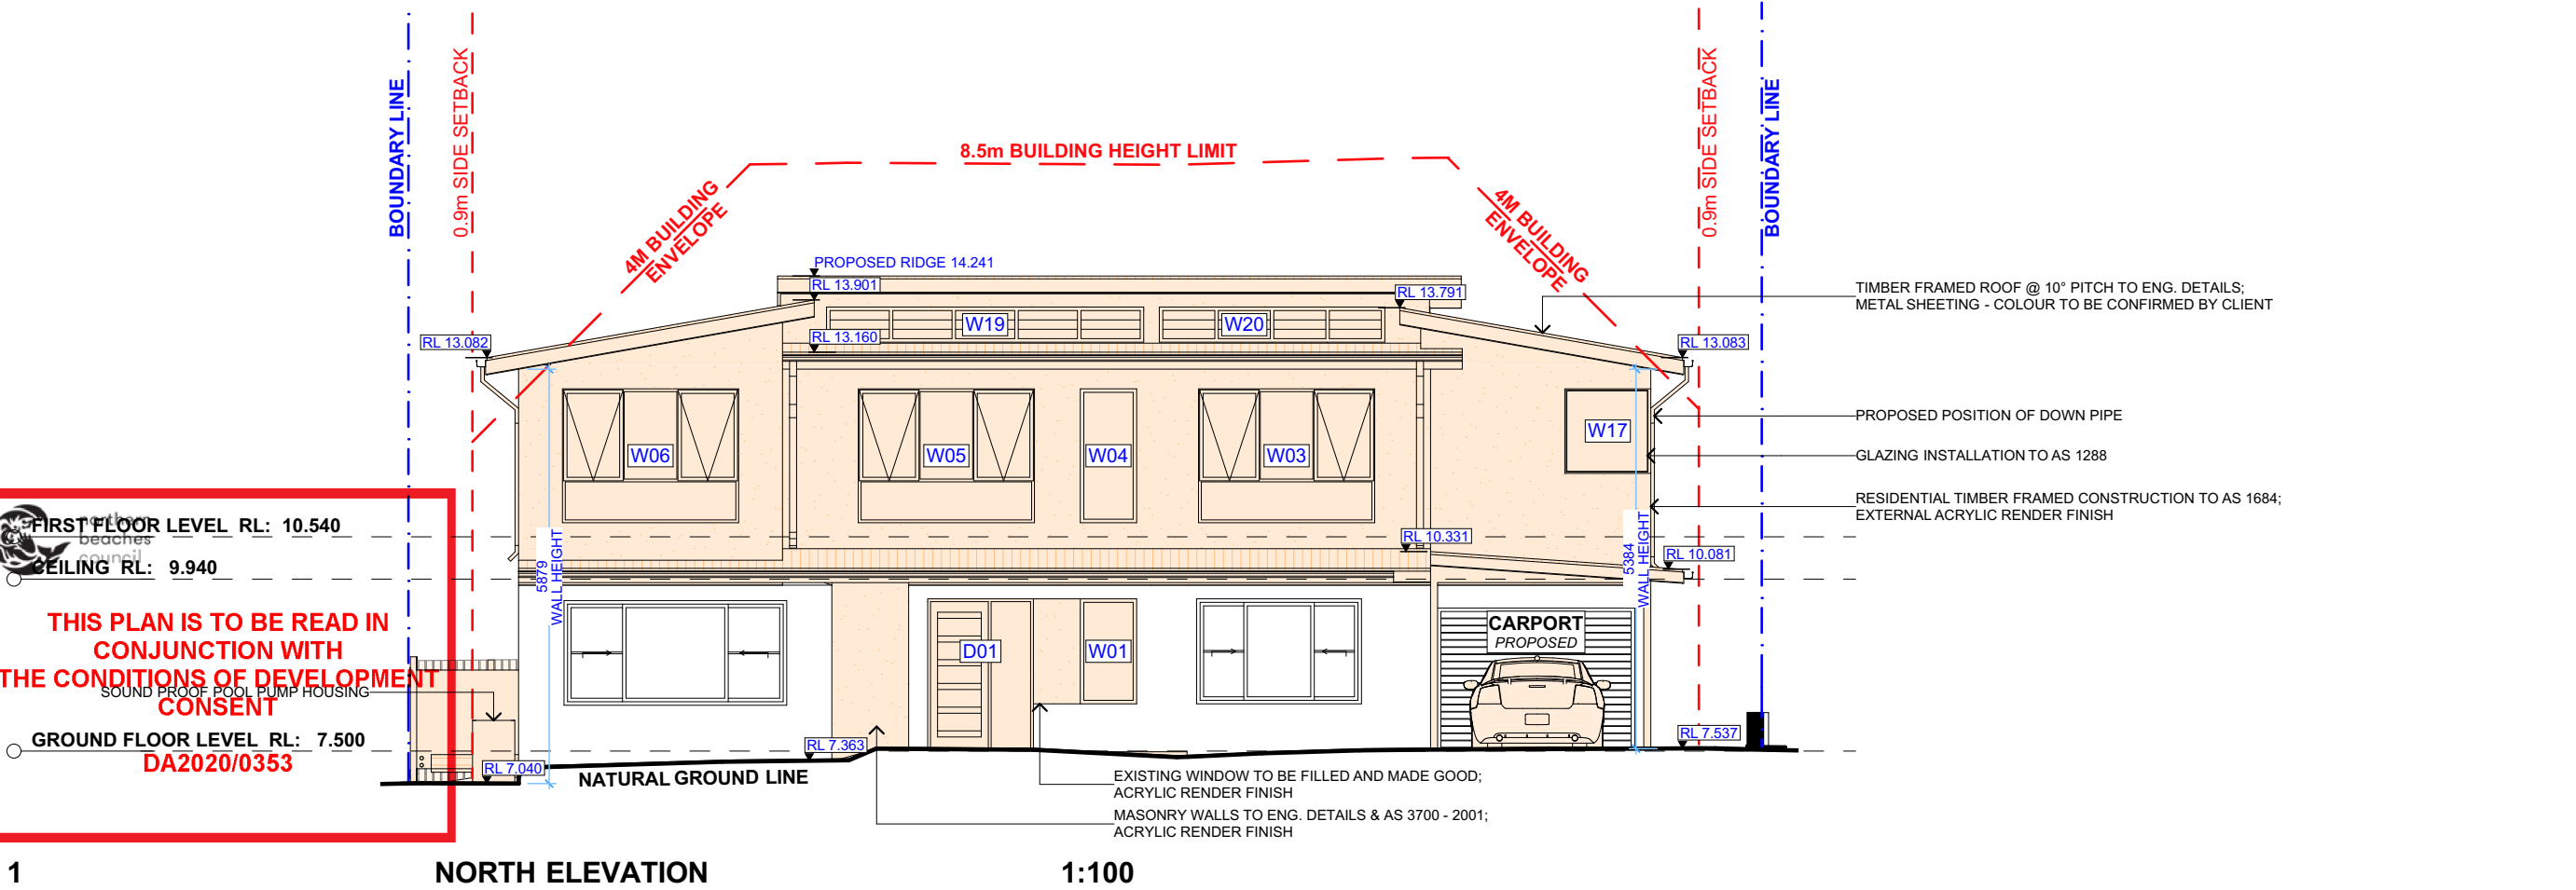 BOUNDARY LINE
0.9m SIDE SETBACK
8.5m BUILDING HEIGHT LIMIT
4M BUILDING
ENVELOPE
4M BUILDING
ENVELOPE
0.9m SIDE SETBACK
BOUNDARY LINE
PROPOSED RIDGE 14.241
RL 13.901
RL 13.791
TIMBER FRAMED ROOF @ 10° PITCH TO ENG. DETAILS;
METAL SHEETING - COLOUR TO BE CONFIRMED BY CLIENT
W19
W20
RL 13.160
RL 13.082
RL 13.083
PROPOSED POSITION OF DOWN PIPE
W17
W06
W05
W04
W03
GLAZING INSTALLATION TO AS 1288
RESIDENTIAL TIMBER FRAMED CONSTRUCTION TO AS 1684;
EXTERNAL ACRYLIC RENDER FINISH
northern
beaches
council
FIRST FLOOR LEVEL RL: 10.540
CEILING RL: 9.940
RL 10.331
RL 10.081
5879
WALL HEIGHT
5384
WALL HEIGHT
THIS PLAN IS TO BE READ IN
CONJUNCTION WITH
THE CONDITIONS OF DEVELOPMENT
CONSENT
DA2020/0353
SOUND PROOF POOL PUMP HOUSING
D01
W01
CARPORT
PROPOSED
GROUND FLOOR LEVEL RL: 7.500
RL 7.363
RL 7.537
RL 7.040
NATURAL GROUND LINE
EXISTING WINDOW TO BE FILLED AND MADE GOOD;
ACRYLIC RENDER FINISH
MASONRY WALLS TO ENG. DETAILS & AS 3700 - 2001;
ACRYLIC RENDER FINISH
1
NORTH ELEVATION
1:100